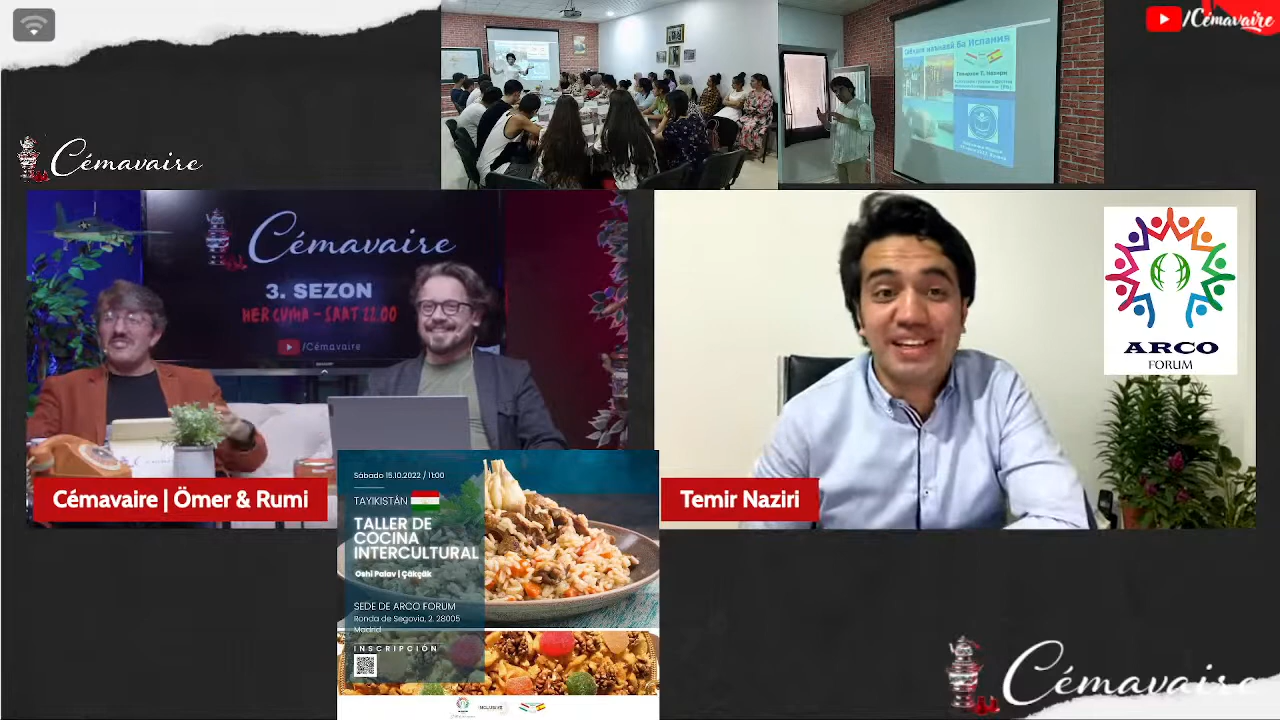 /Cémavaire
Cémavaire
Cémavaire
3. SEZON
HER CUMA - SAAT 22.00
/Cémavaire
ARCO
FORUM
Cémavaire | Ömer & Rumi
Temir Naziri
Sábado 15.10.2022 / 11:00
TAYIKISTÁN
TALLER DE
COCINA
INTERCULTURAL
Oshi Palav | Çäkçäk
SEDE DE ARCO FORUM
Ronda de Segovia, 2. 28005
Madrid
INSCRIPCIÓN
Cémavaire